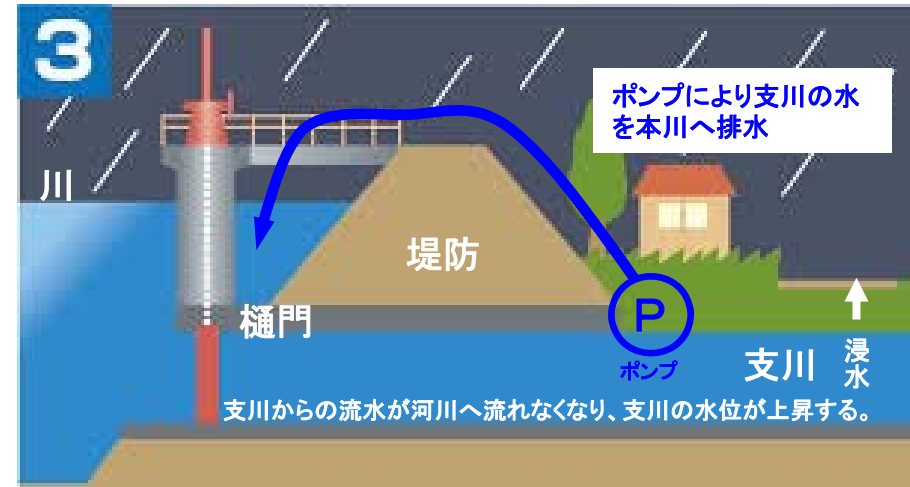 3
ポンプにより支川の水
を本川へ排水
川
堤防
樋門
P
ポンプ
支川
浸水
支川からの流水が河川へ流れなくなり、支川の水位が上昇する。